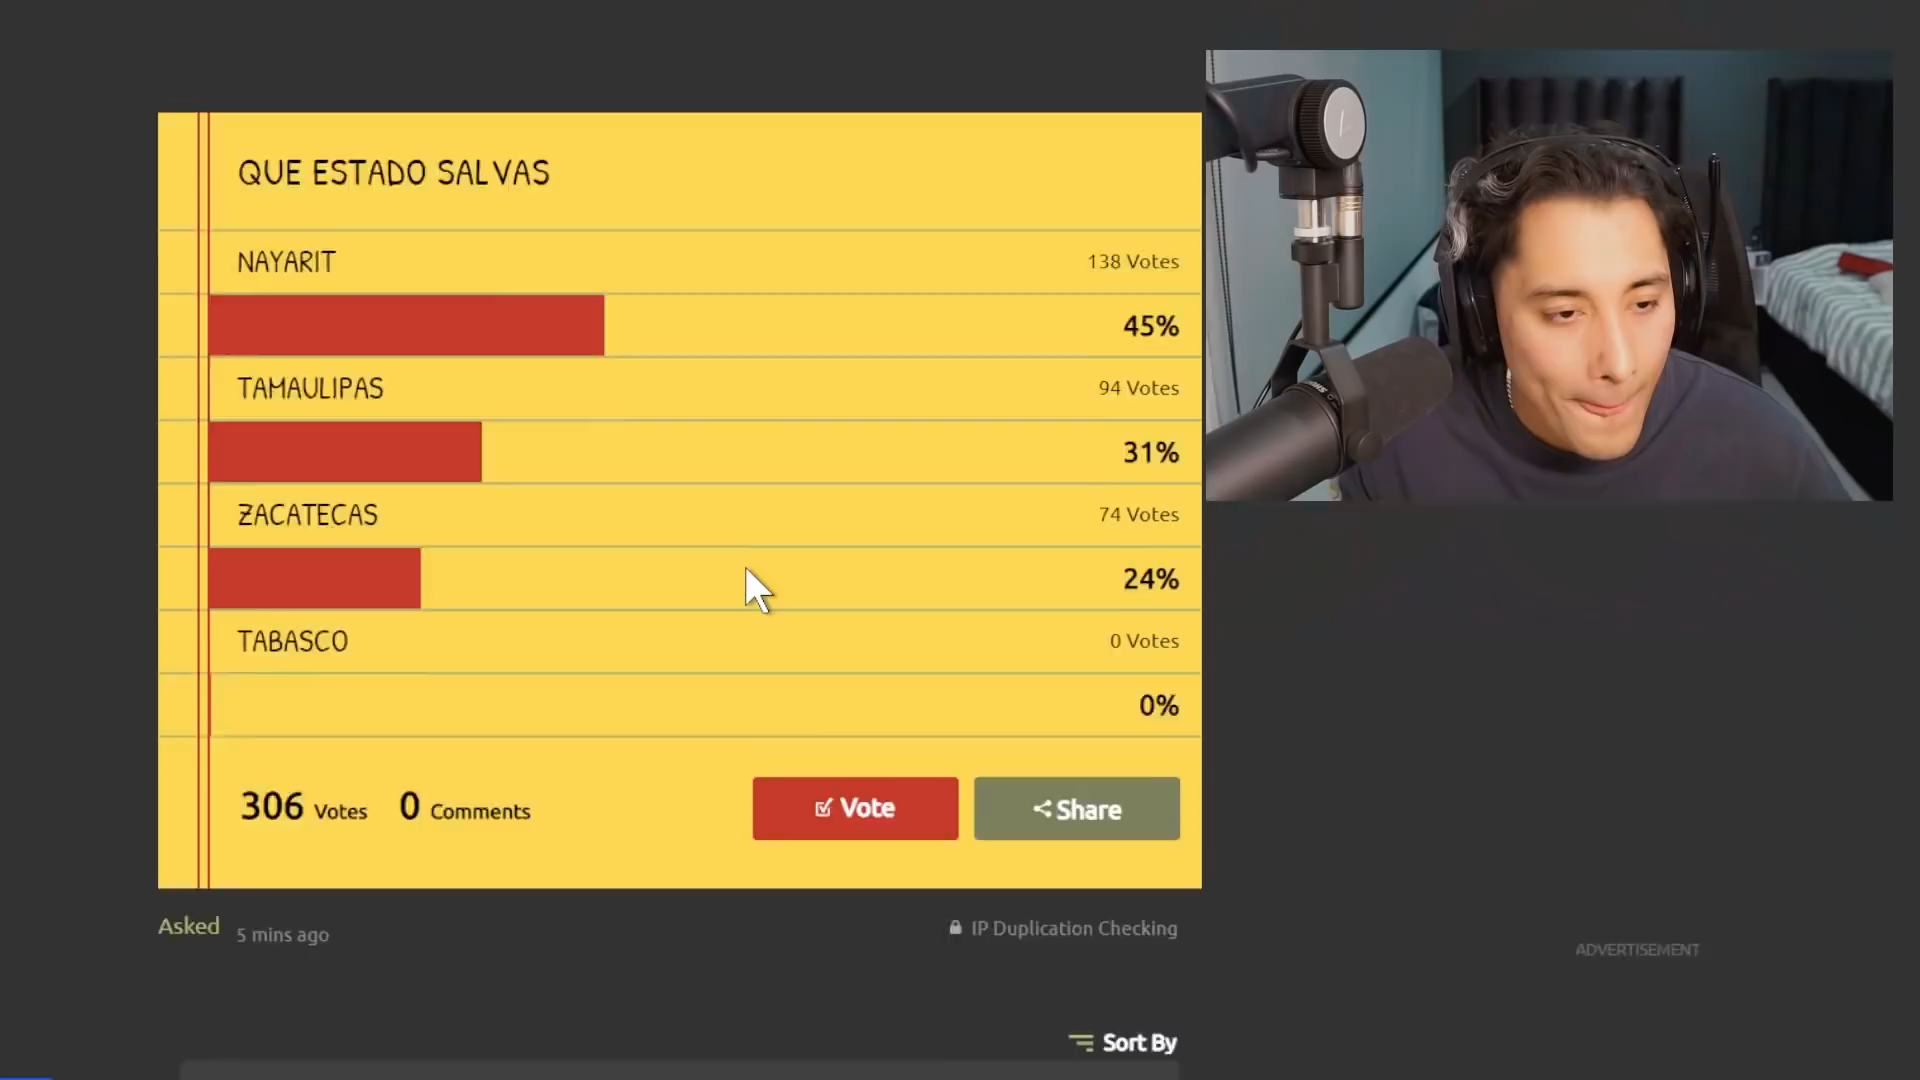 QUE ESTADO SALVAS
NAYARIT 138 Votes
45%
TAMAULIPAS 94 Votes
31%
ZACATECAS 74 Votes
24%
TABASCO 0 Votes
0%
306 Votes 0 Comments
Vote
Share
Asked 5 mins ago
IP Duplication Checking
ADVERTISEMENT
Sort By